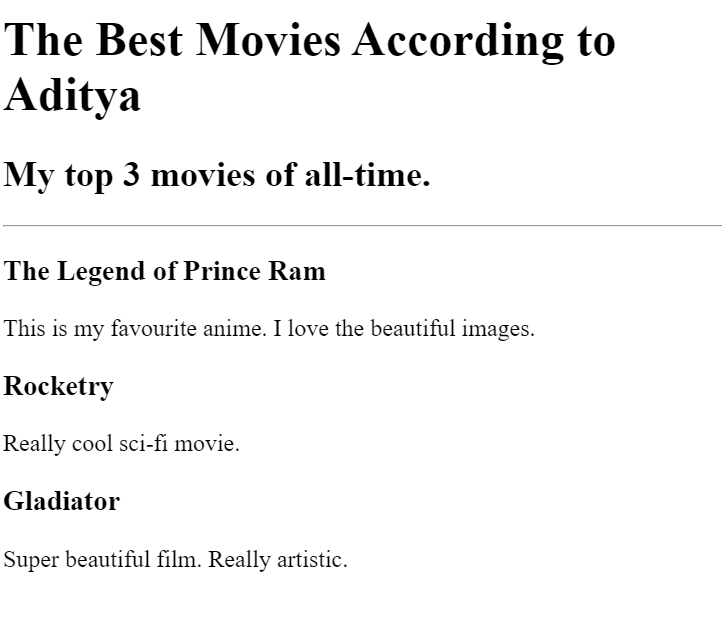 The Best Movies According to
Aditya
My top 3 movies of all-time.
The Legend of Prince Ram
This is my favourite anime. I love the beautiful images.
Rocketry
Really cool sci-fi movie.
Gladiator
Super beautiful film. Really artistic.